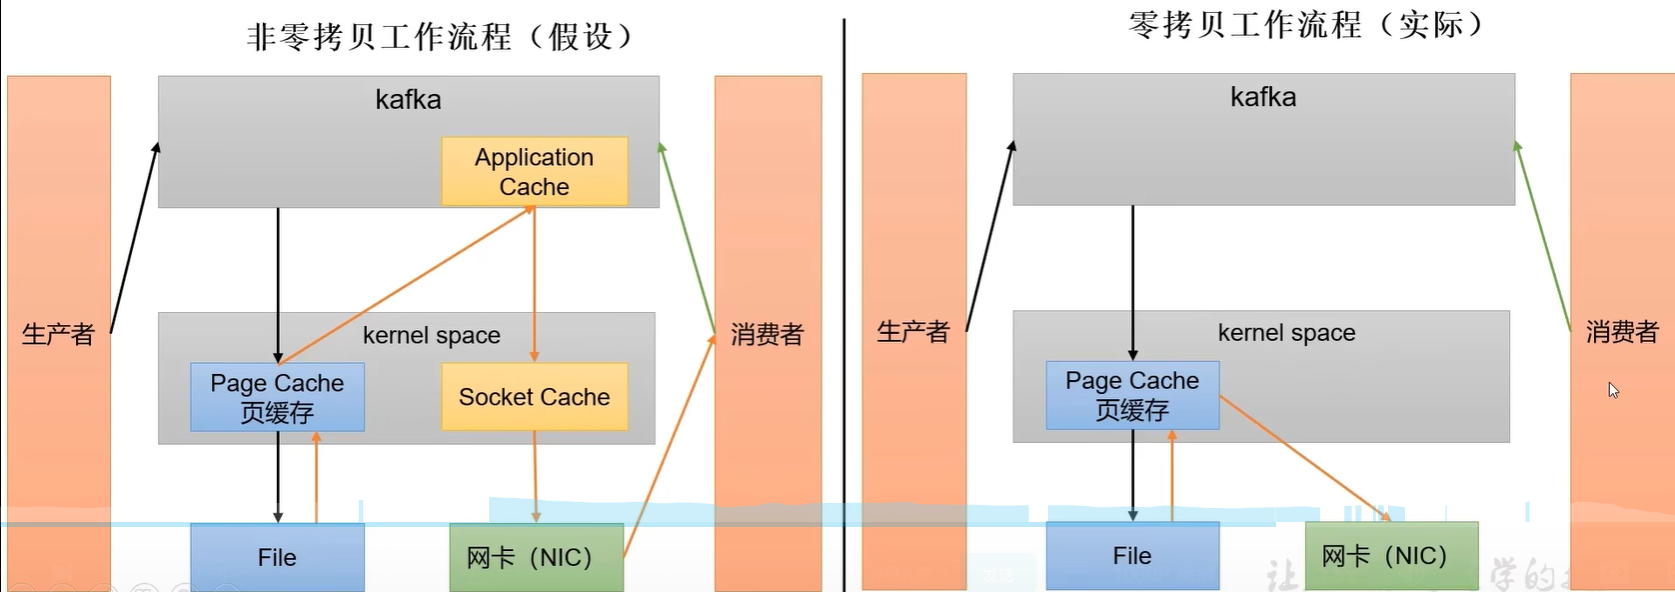 非零拷贝工作流程（假设）
kafka
Application
Cache
生产者
kernel space
消费者
Page Cache
页缓存
Socket Cache
File
网卡（NIC）
零拷贝工作流程（实际）
kafka
生产者
kernel space
消费者
Page Cache
页缓存
File
网卡（NIC）